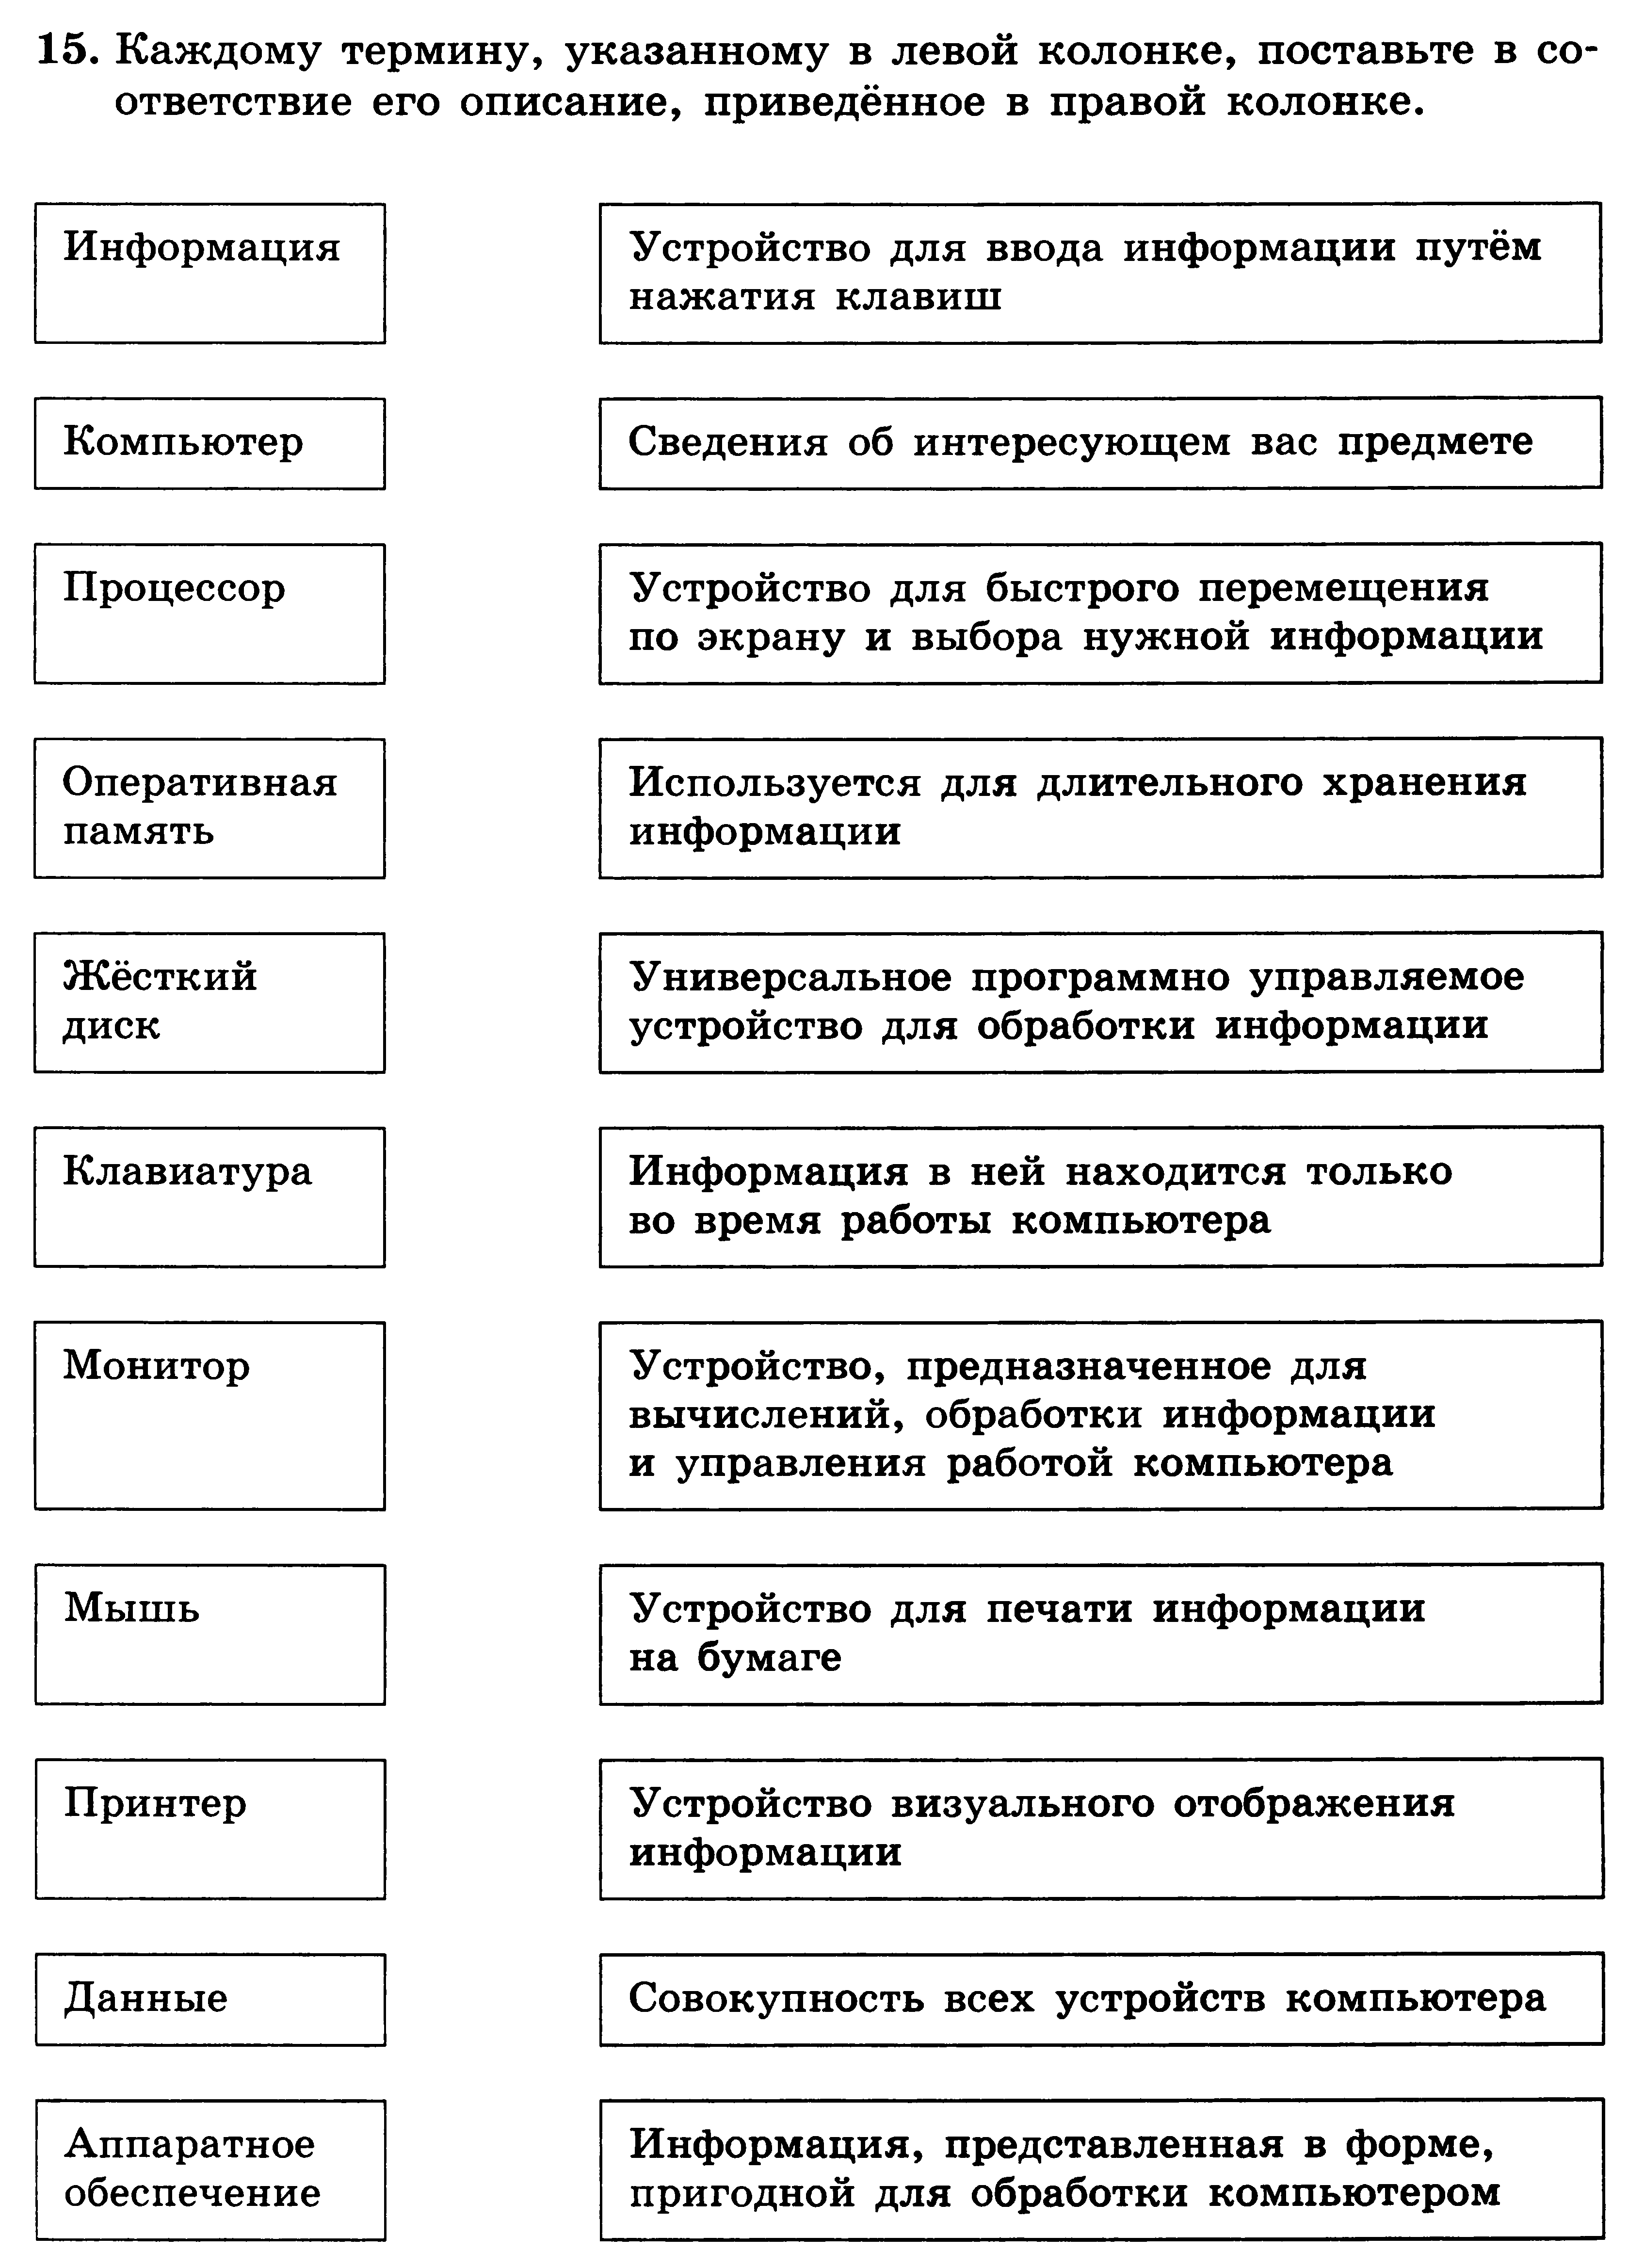 15. Каждому термину, указанному в левой колонке, поставьте в со-
ответствие его описание, приведённое в правой колонке.
Информация
Устройство для ввода информации путём
нажатия клавиш
Компьютер
Сведения об интересующем вас предмете
Процессор
Устройство для быстрого перемещения
по экрану и выбора нужной информации
Оперативная
память
Используется для длительного хранения
информации
Жёсткий
диск
Универсальное программно управляемое
устройство для обработки информации
Клавиатура
Информация в ней находится только
во время работы компьютера
Монитор
Устройство, предназначенное для
вычислений, обработки информации
и управления работой компьютера
Мышь
Устройство для печати информации
на бумаге
Принтер
Устройство визуального отображения
информации
Данные
Совокупность всех устройств компьютера
Аппаратное
обеспечение
Информация, представленная в форме,
пригодной для обработки компьютером